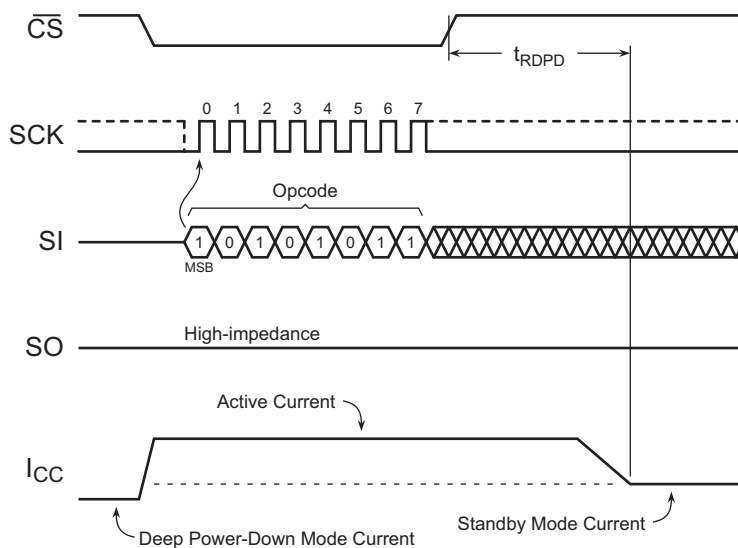 CS
tRDPD
0 1 2 3 4 5 6 7
SCK
Opcode
SI
1 0 1 0 1 0 1 1
MSB
High-impedance
SO
Active Current
ICC
Standby Mode Current
Deep Power-Down Mode Current